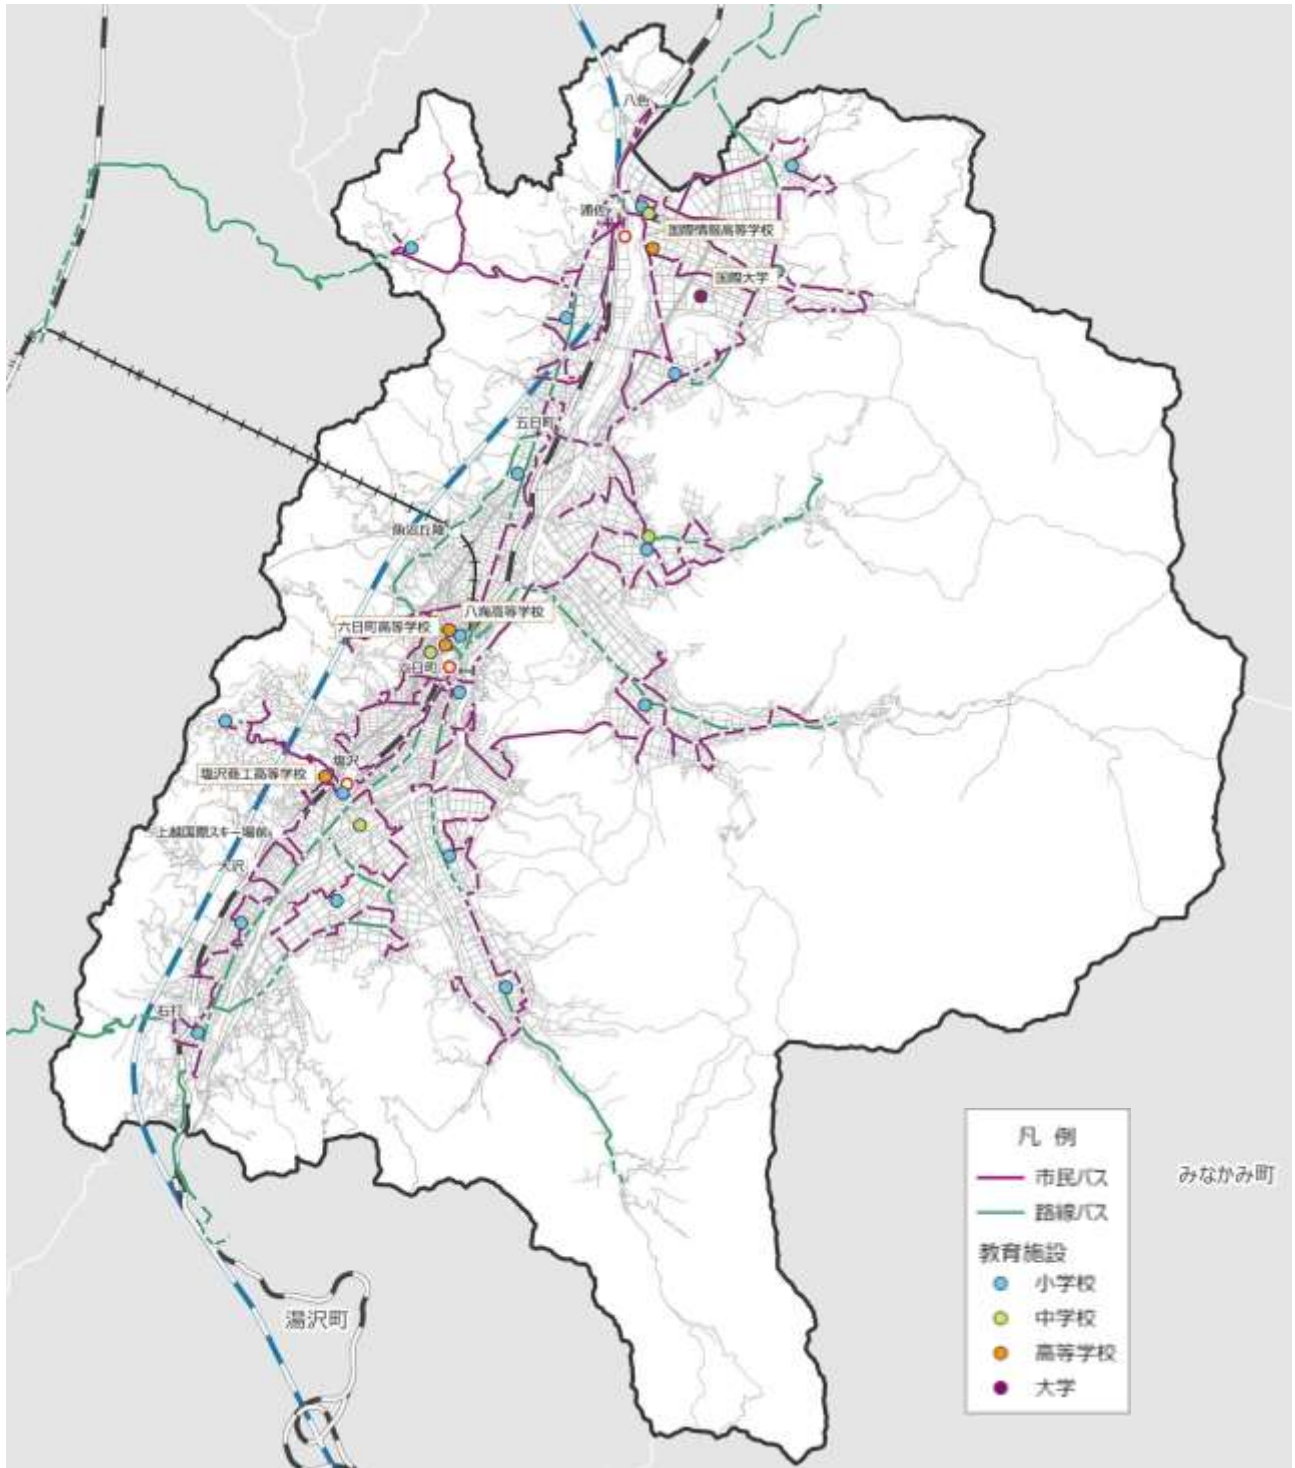 八色
浦佐
国際情報高等学校
国際大学
五日町
魚沼丘陵
八海高等学校
六日町高等学校
六日町
塩沢
塩沢商工高等学校
上越国際スキー場前
大沢
石打
凡 例
市民バス
みなかみ町
路線バス
教育施設
小学校
中学校
湯沢町
高等学校
大学